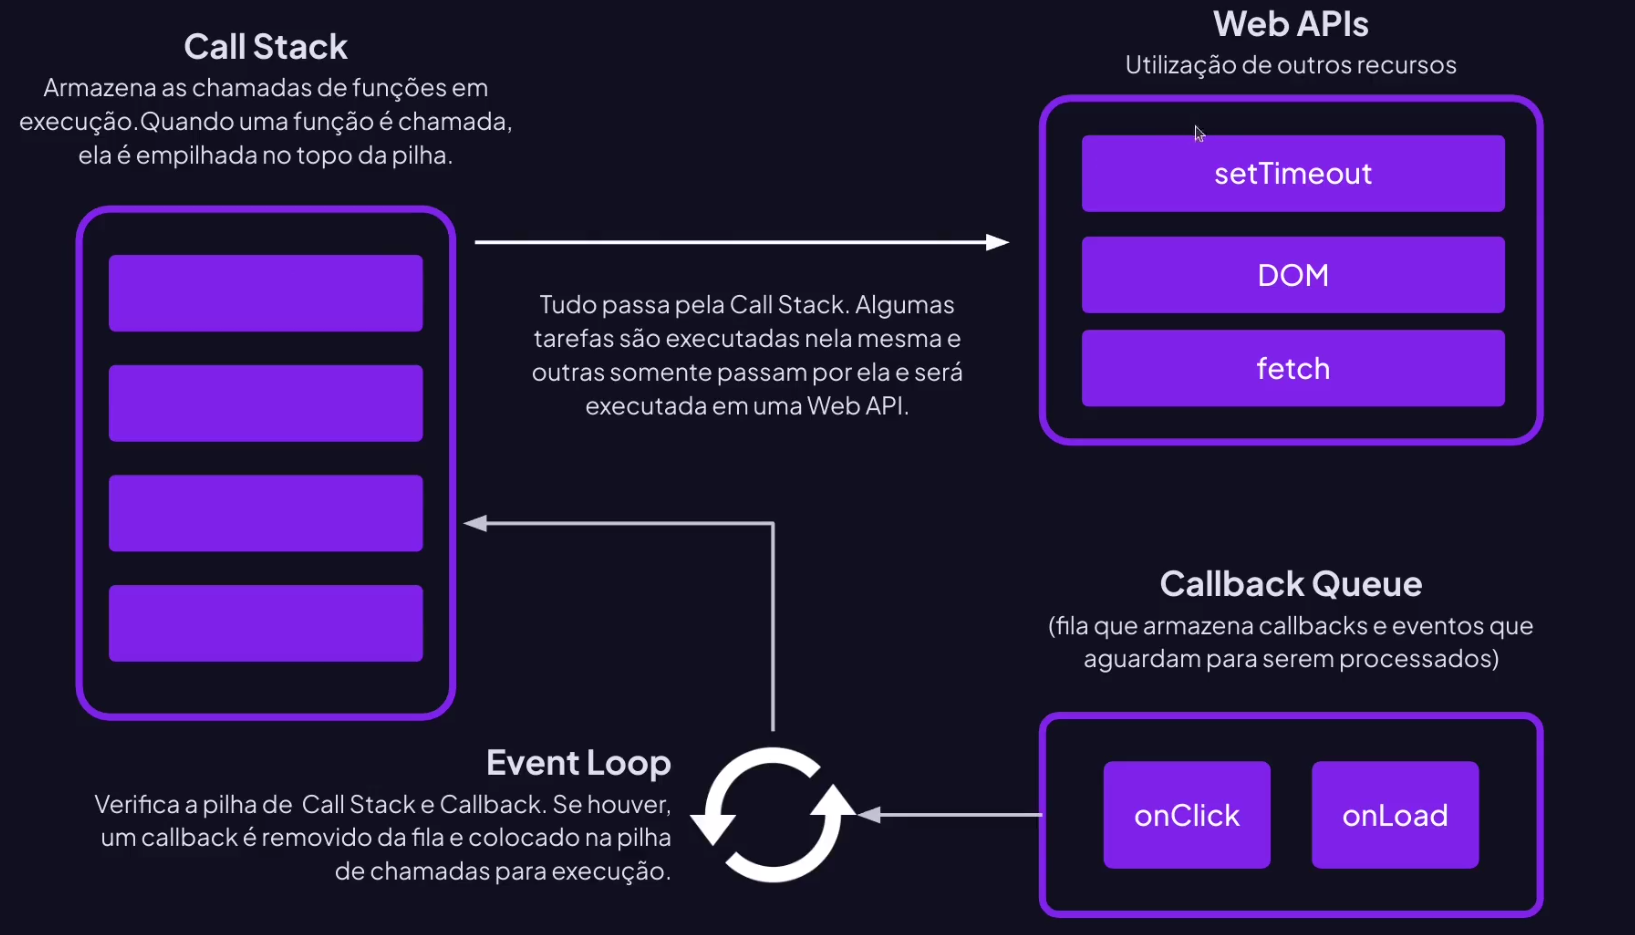 Call Stack
Armazena as chamadas de funções em
execução.Quando uma função é chamada,
ela é empilhada no topo da pilha.
Web APIs
Utilização de outros recursos
setTimeout
DOM
fetch
Tudo passa pela Call Stack. Algumas
tarefas são executadas nela mesma e
outras somente passam por ela e será
executada em uma Web API.
Callback Queue
(fila que armazena callbacks e eventos que
aguardam para serem processados)
onClick
onLoad
Event Loop
Verifica a pilha de  Call Stack e Callback. Se houver,
um callback é removido da fila e colocado na pilha
de chamadas para execução.